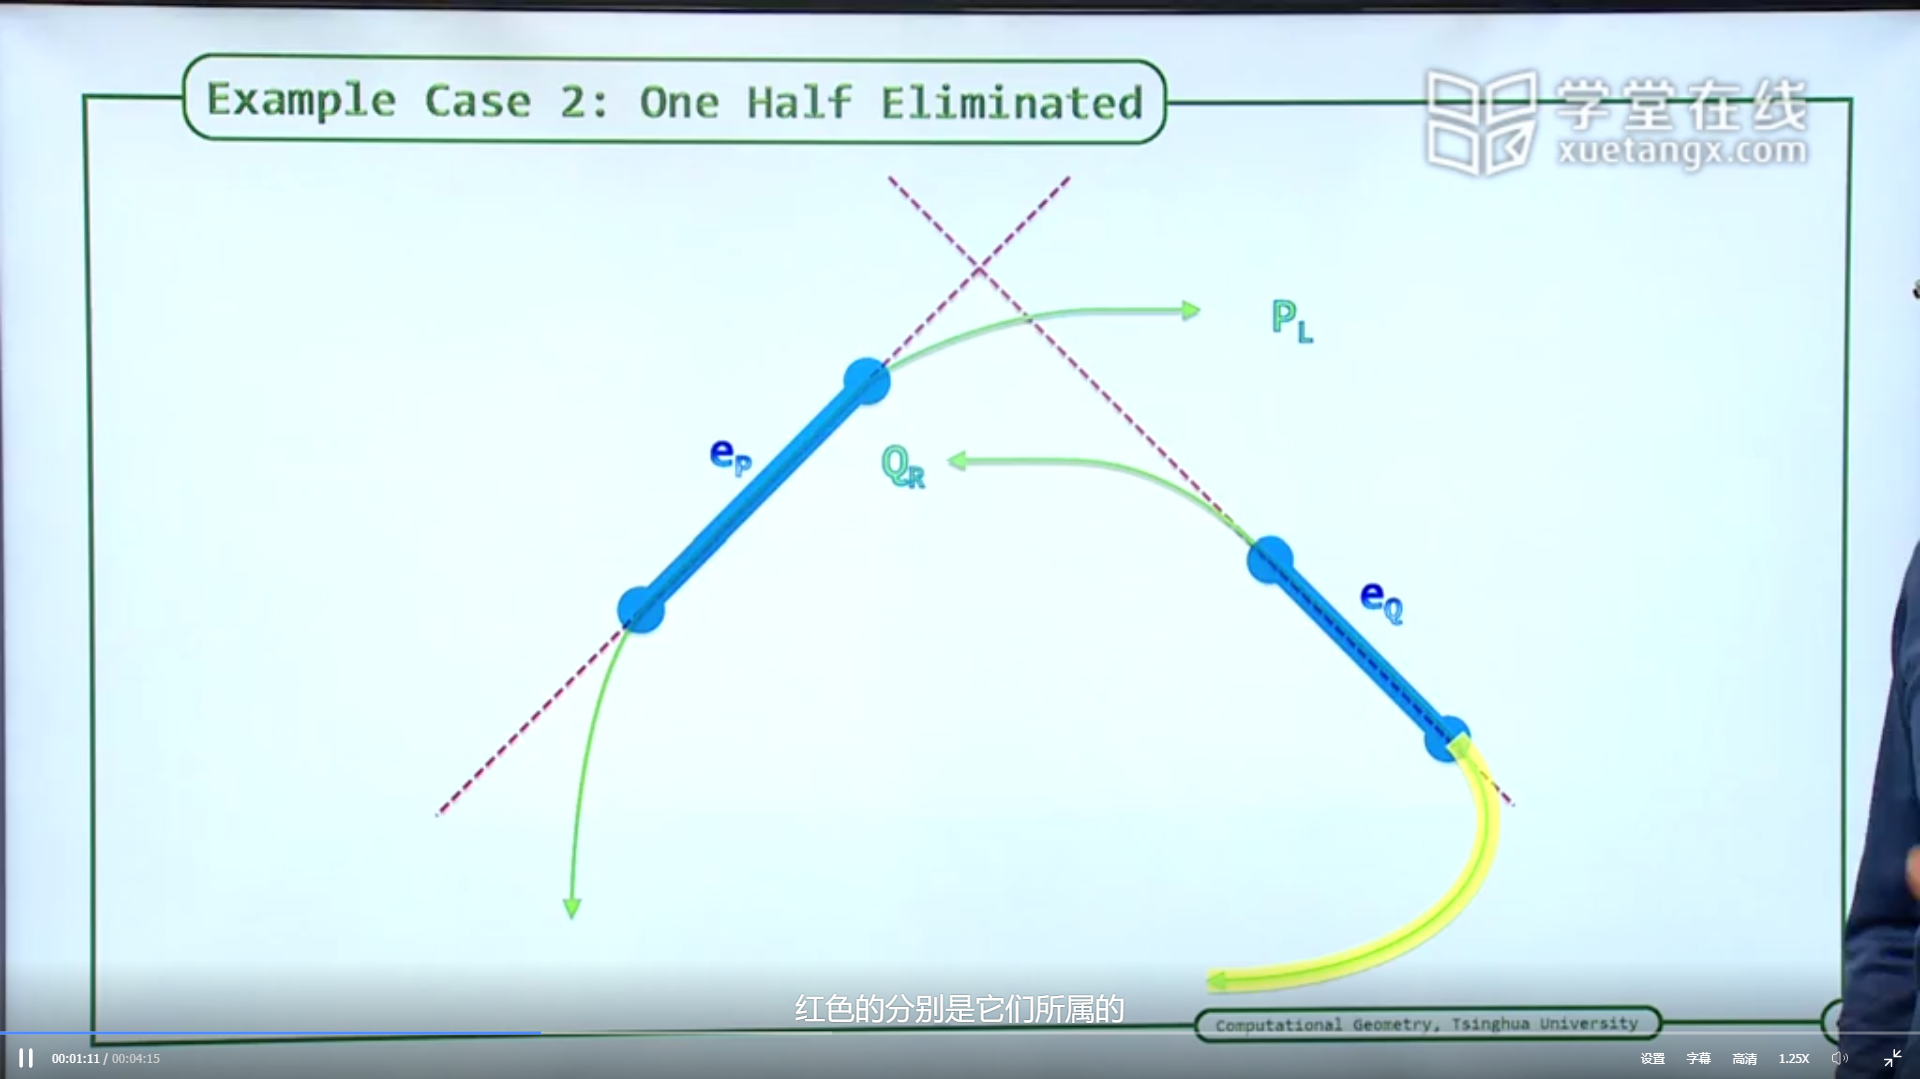 Example Case 2: One Half Eliminated
学堂在线
xuetangx.com
P_L
e_P
Q_R
e_Q
红色的分别是它们所属的
Computational Geometry, Tsinghua University
00:01:11 / 00:04:15
设置 字幕 高清 1.25X